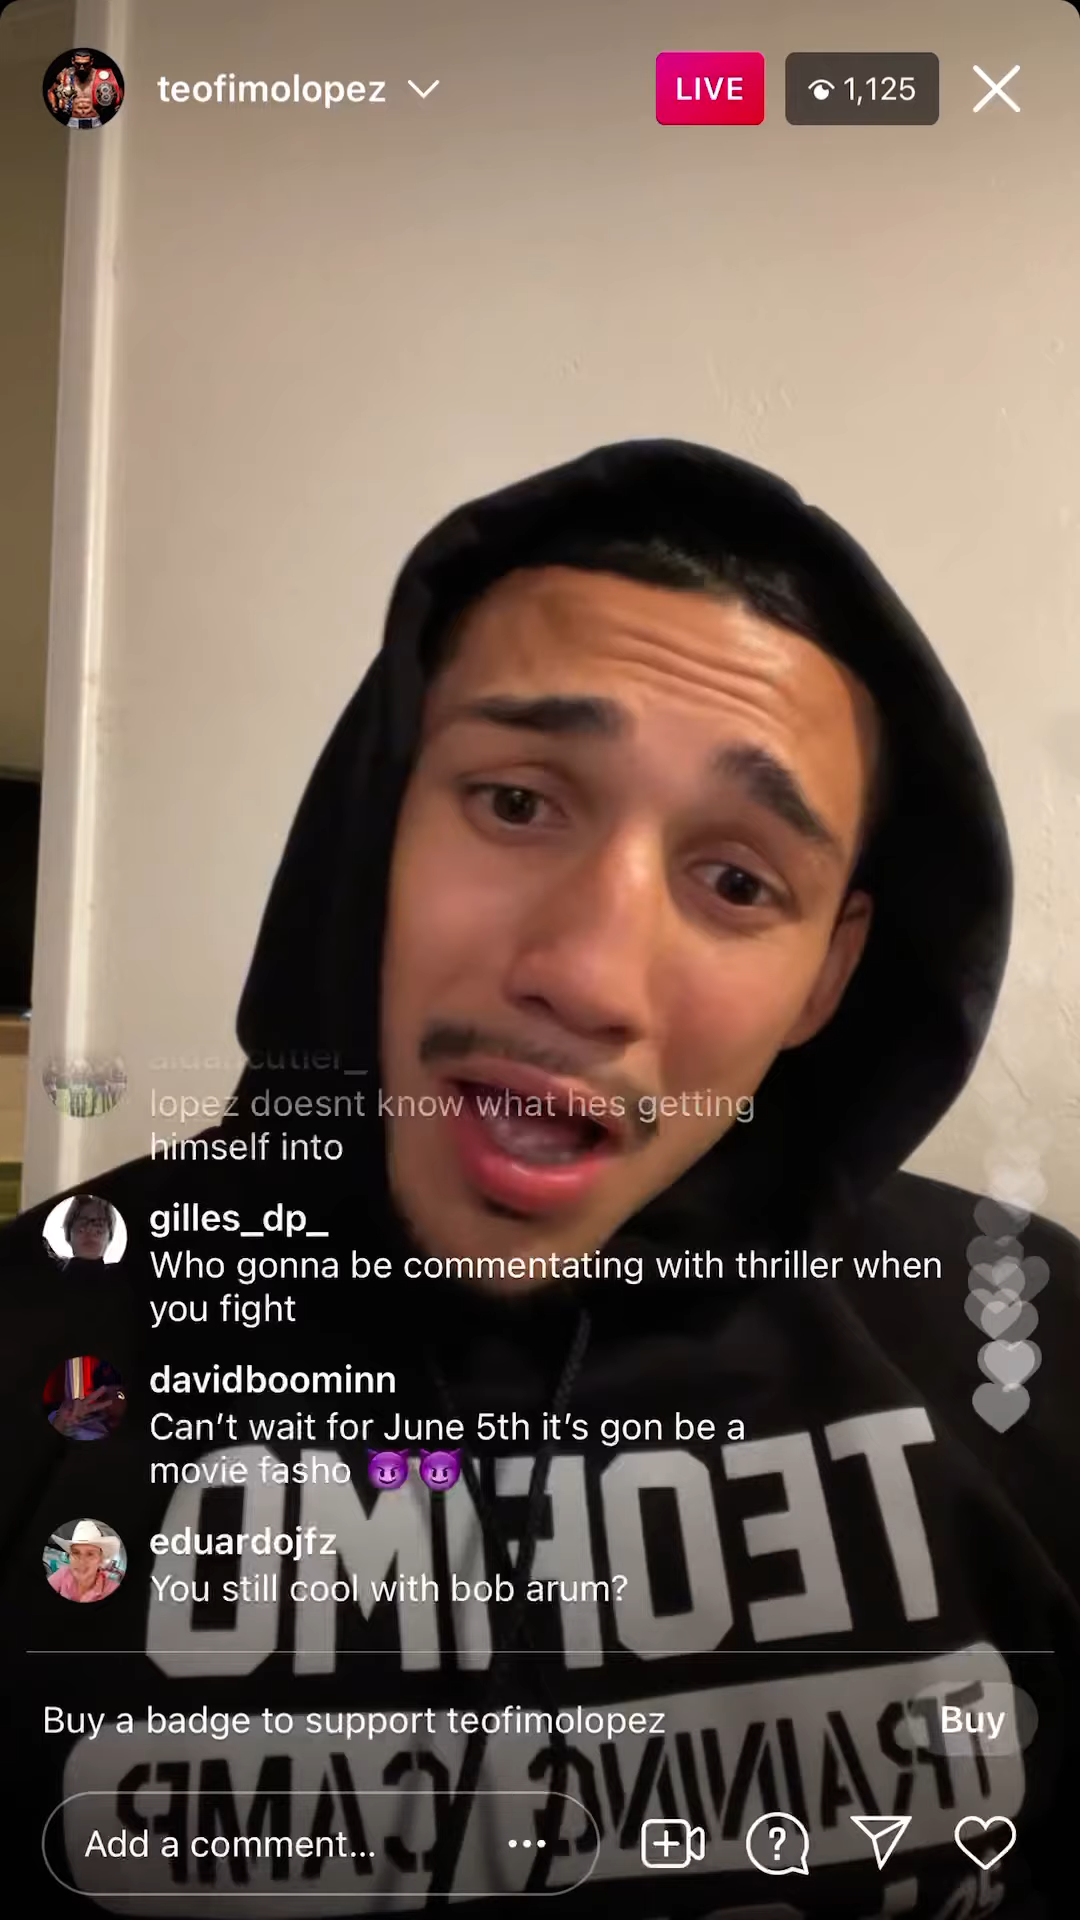 teofimolopez
LIVE
1,125
lopez doesnt know what hes getting
himself into
gilles_dp_
Who gonna be commentating with thriller when
you fight
davidboominn
Can't wait for June 5th it's gon be a
movie fasho 😈😈
eduardojfz
You still cool with bob arum?
TEOFIMO
Buy a badge to support teofimolopez
Buy
TRAINING CAMP
Add a comment...